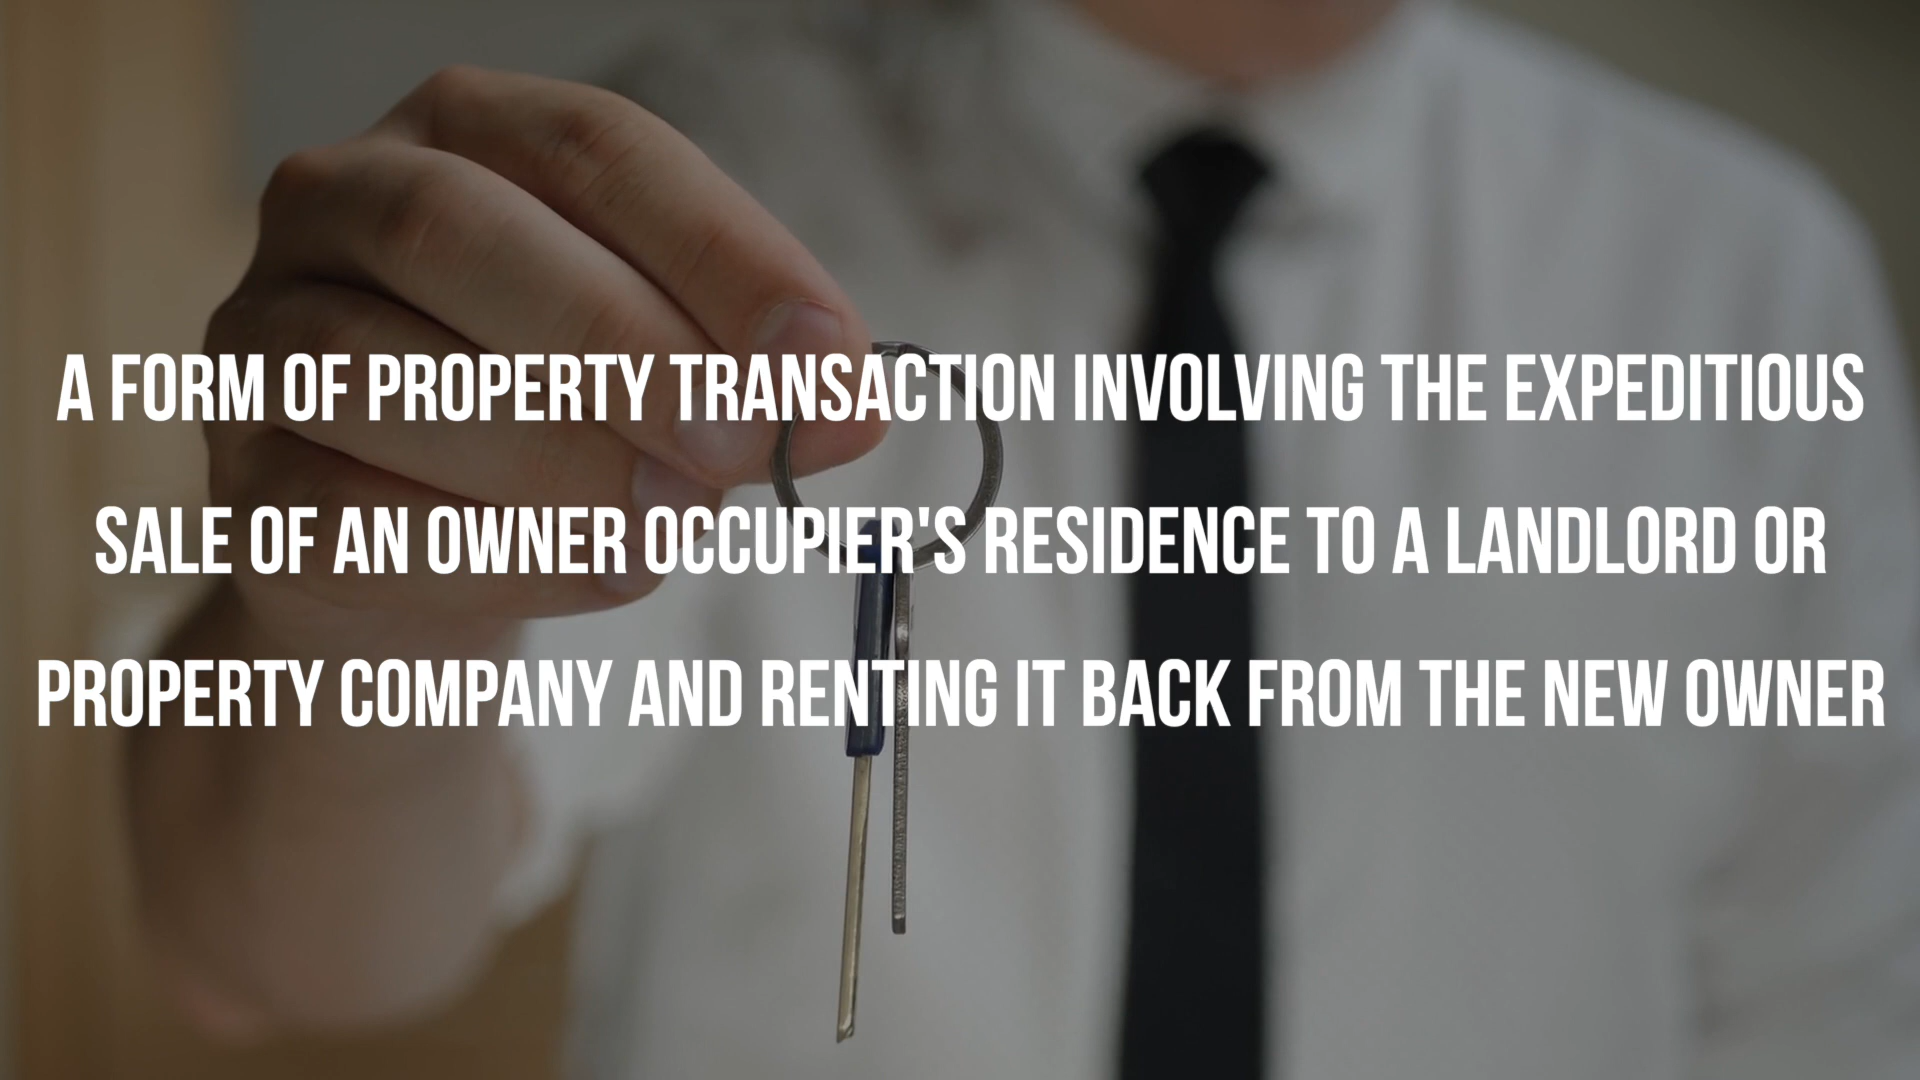 A FORM OF PROPERTY TRANSACTION INVOLVING THE EXPEDITIOUS
SALE OF AN OWNER OCCUPIER'S RESIDENCE TO A LANDLORD OR
PROPERTY COMPANY AND RENTING IT BACK FROM THE NEW OWNER